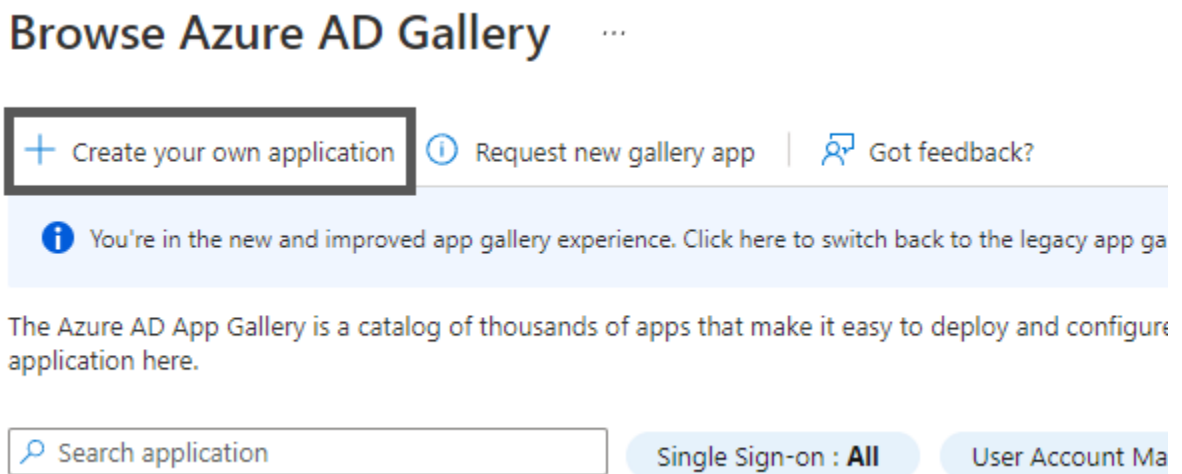 Browse Azure AD Gallery ...
+ Create your own application Request new gallery app Got feedback?
You're in the new and improved app gallery experience. Click here to switch back to the legacy app ga
The Azure AD App Gallery is a catalog of thousands of apps that make it easy to deploy and configure
application here.
Search application Single Sign-on : All User Account Ma